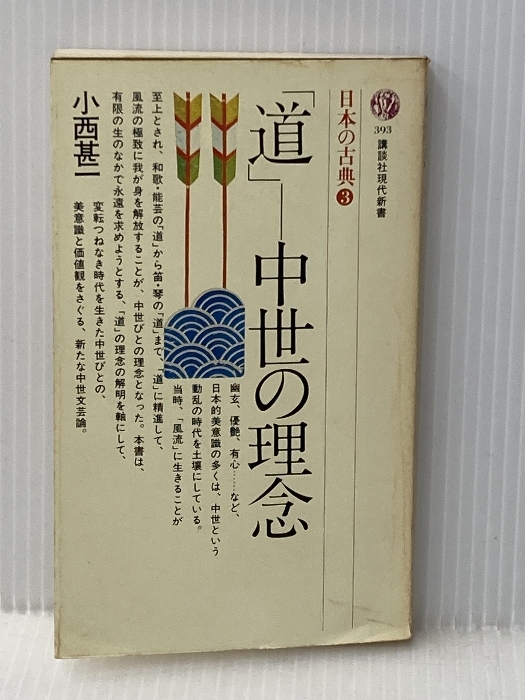 393
講談社現代新書
日本の古典❸
「道」―中世の理念
幽玄、優艶、有心……など、
日本的美意識の多くは、中世という
動乱の時代を土壌にしている。
当時、「風流」に生きることが
至上とされ、和歌・能芸の「道」から笛・琴の「道」まで、「道」に精進して、
風流の極致に我が身を解放することが、中世びとの理念となった。本書は、
有限の生のなかで永遠を求めようとする、「道」の理念の解明を軸にして、
変転つねなき時代を生きた中世びとの、
美意識と価値観をさぐる、新たな中世文芸論。
小西甚一